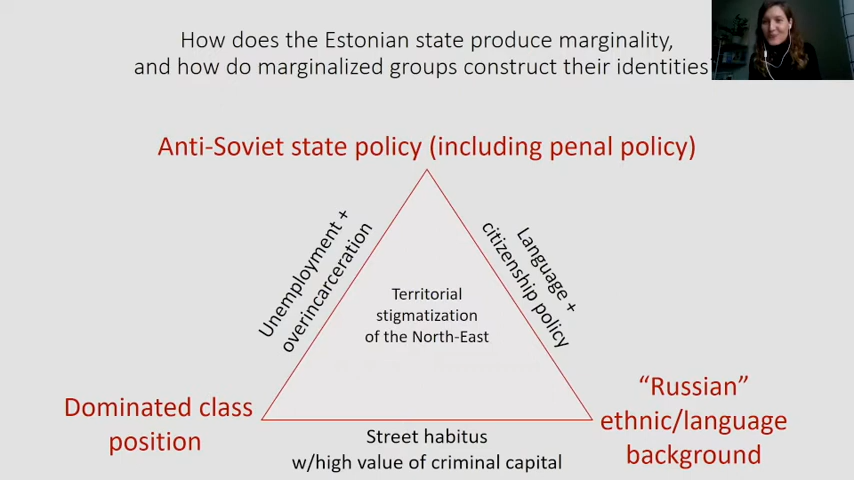 How does the Estonian state produce marginality,
and how do marginalized groups construct their identities?
Anti-Soviet state policy (including penal policy)
Unemployment +
overincarceration
Language +
citizenship policy
Territorial
stigmatization
of the North-East
Dominated class
position
“Russian”
ethnic/language
background
Street habitus
w/high value of criminal capital